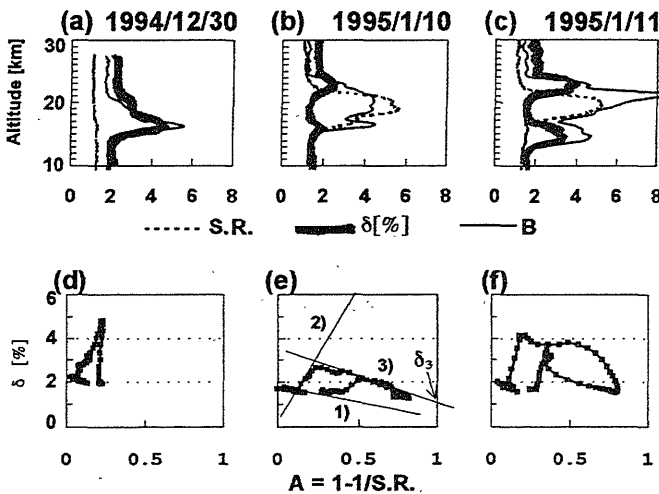 (a) 1994/12/30 (b) 1995/1/10 (c) 1995/1/11
Altitude [km]
30
20
10
0 2 4 6 8 0 2 4 6 8 0 2 4 6 8
S.R. δ[%] B
(d) (e) (f)
δ [%]
6
4
2
0
2)
3)
1)
δ3
0 0.5 1 0 0.5 1 0 0.5 1
A = 1-1/S.R.